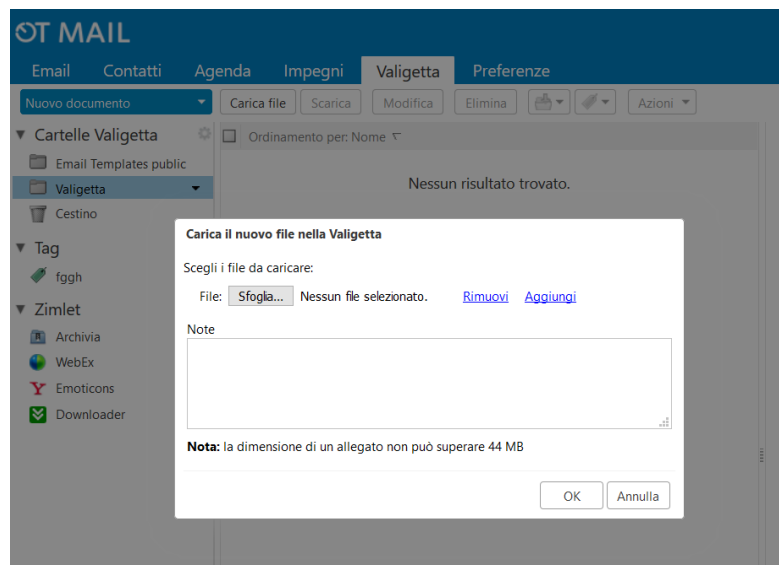 OT MAIL
Email Contatti Agenda Impegni Valigetta Preferenze
Nuovo documento Carica file Scarica Modifica Elimina Azioni
Cartelle Valigetta
Ordinamento per: Nome
Email Templates public
Valigetta
Nessun risultato trovato.
Cestino
Carica il nuovo file nella Valigetta
Tag
Scegli i file da caricare:
fggh
File: Sfoglia... Nessun file selezionato. Rimuovi Aggiungi
Zimlet
Note
Archivia
WebEx
Emoticons
Downloader
Nota: la dimensione di un allegato non può superare 44 MB
OK Annulla